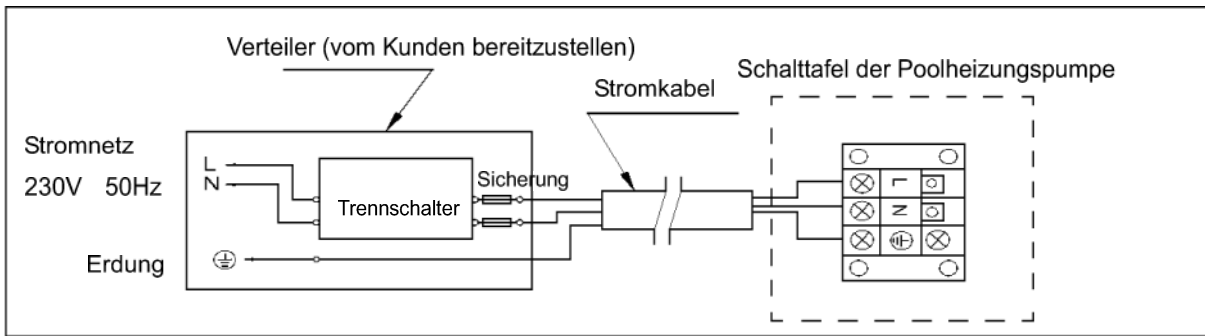 Verteiler (vom Kunden bereitzustellen)
Schalttafel der Poolheizungspumpe
Stromkabel
Stromnetz
230V 50Hz
L
N
Trennschalter
Sicherung
Erdung
L
N